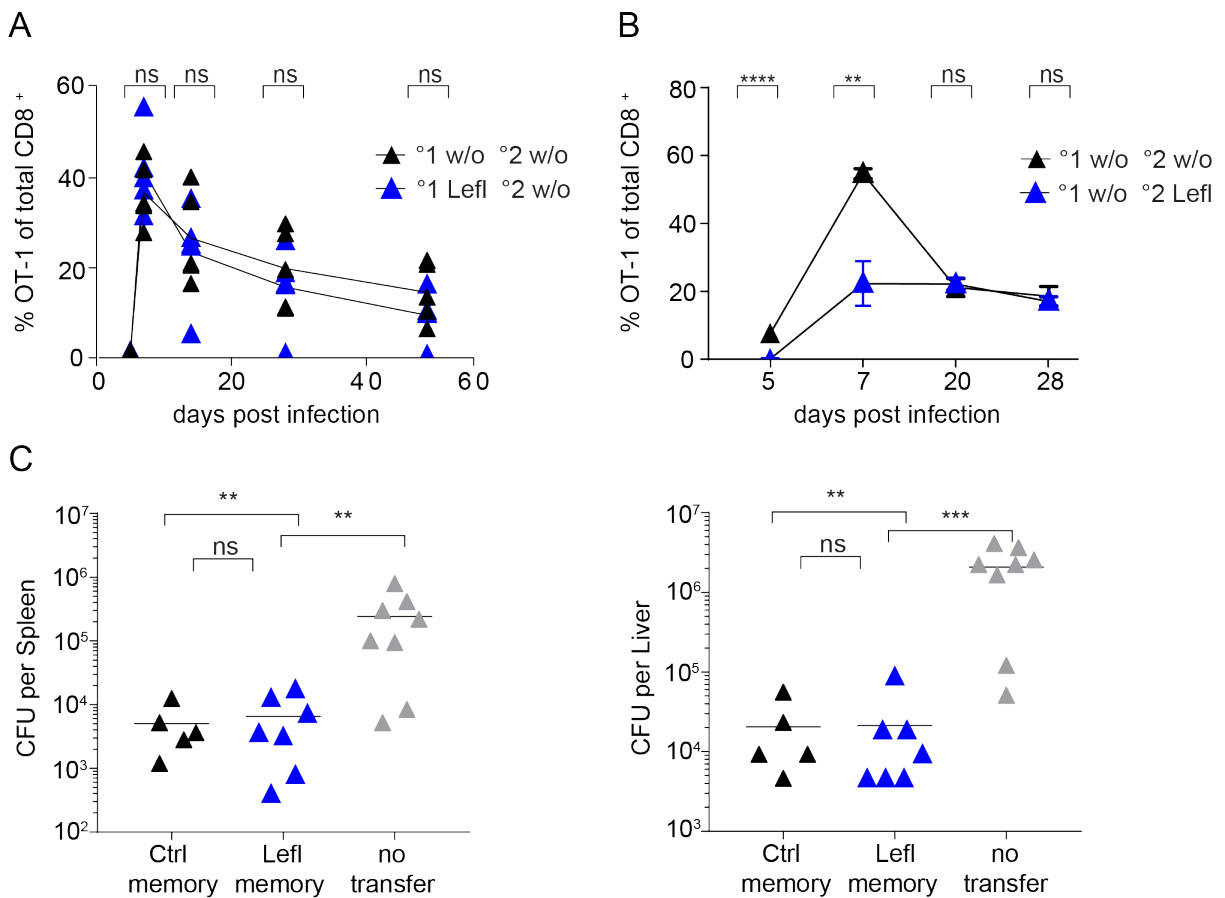 A
ns ns ns ns
60
40
20
0
% OT-1 of total CD8 +
°1 w/o °2 w/o
°1 Lefl °2 w/o
0 20 40 60
days post infection
B
**** ** ns ns
80
60
40
20
0
% OT-1 of total CD8 +
°1 w/o °2 w/o
°1 w/o °2 Lefl
5 7 20 28
days post infection
C
**
**
ns
10⁷
10⁶
10⁵
10⁴
10³
10²
CFU per Spleen
Ctrl Lefl no
memory memory transfer
**
***
ns
10⁷
10⁶
10⁵
10⁴
10³
CFU per Liver
Ctrl Lefl no
memory memory transfer